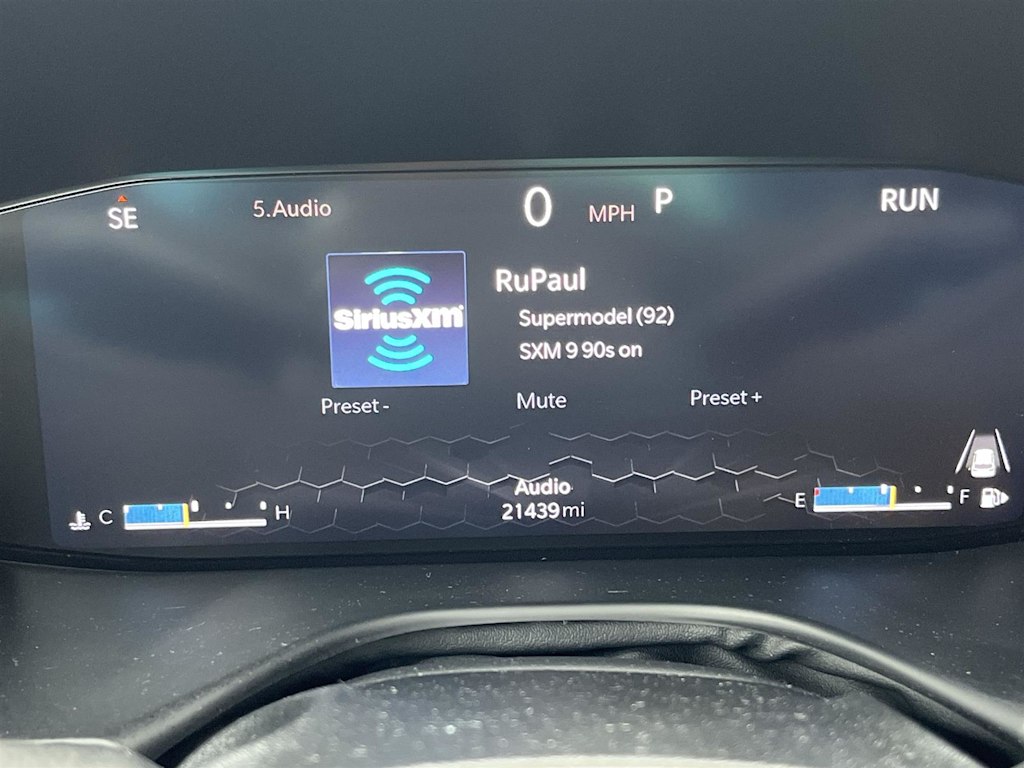 SE 5.Audio 0 MPH P RUN
SiriusXM
RuPaul
Supermodel (92)
SXM 9 90s on
Preset - Mute Preset +
Audio
C H 21439 mi E F